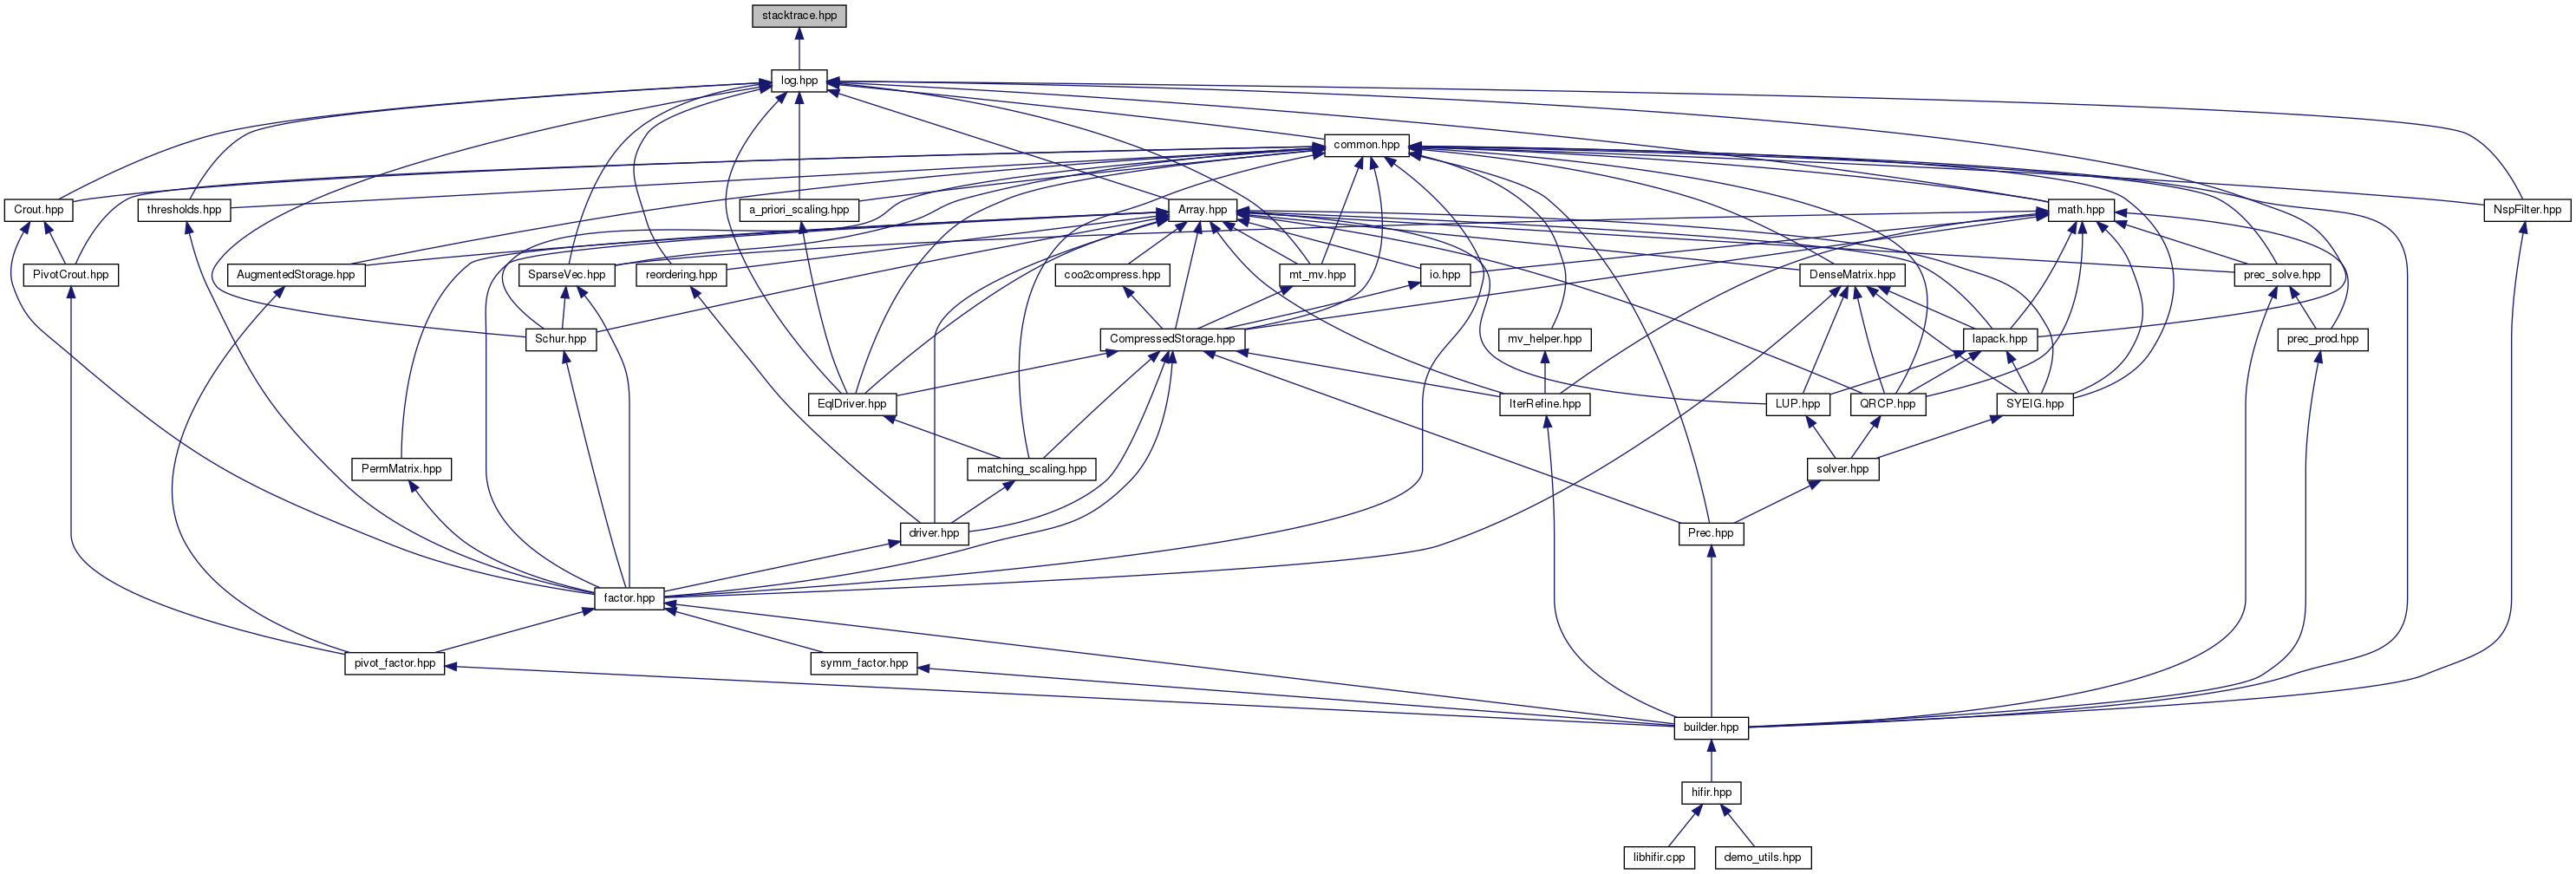 stacktrace.hpp
log.hpp
common.hpp
Crout.hpp
thresholds.hpp
a_priori_scaling.hpp
Array.hpp
math.hpp
NspFilter.hpp
PivotCrout.hpp
AugmentedStorage.hpp
SparseVec.hpp
reordering.hpp
coo2compress.hpp
mt_mv.hpp
io.hpp
DenseMatrix.hpp
prec_solve.hpp
Schur.hpp
CompressedStorage.hpp
mv_helper.hpp
lapack.hpp
prec_prod.hpp
EqlDriver.hpp
IterRefine.hpp
LUP.hpp
QRCP.hpp
SYEIG.hpp
PermMatrix.hpp
matching_scaling.hpp
solver.hpp
driver.hpp
Prec.hpp
factor.hpp
pivot_factor.hpp
symm_factor.hpp
builder.hpp
hifir.hpp
libhifir.cpp
demo_utils.hpp